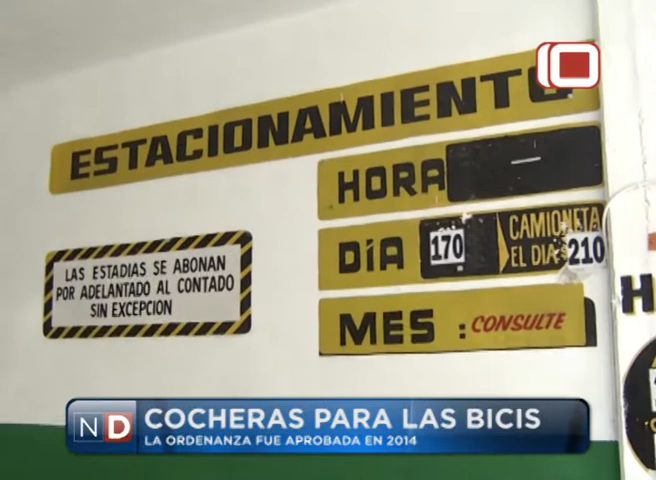 ESTACIONAMIENTO
HORA
DÍA 170 CAMIONETA
EL DIA $ 210
MES : CONSULTE
LAS ESTADIAS SE ABONAN
POR ADELANTADO AL CONTADO
SIN EXCEPCION
H
ND COCHERAS PARA LAS BICIS
LA ORDENANZA FUE APROBADA EN 2014